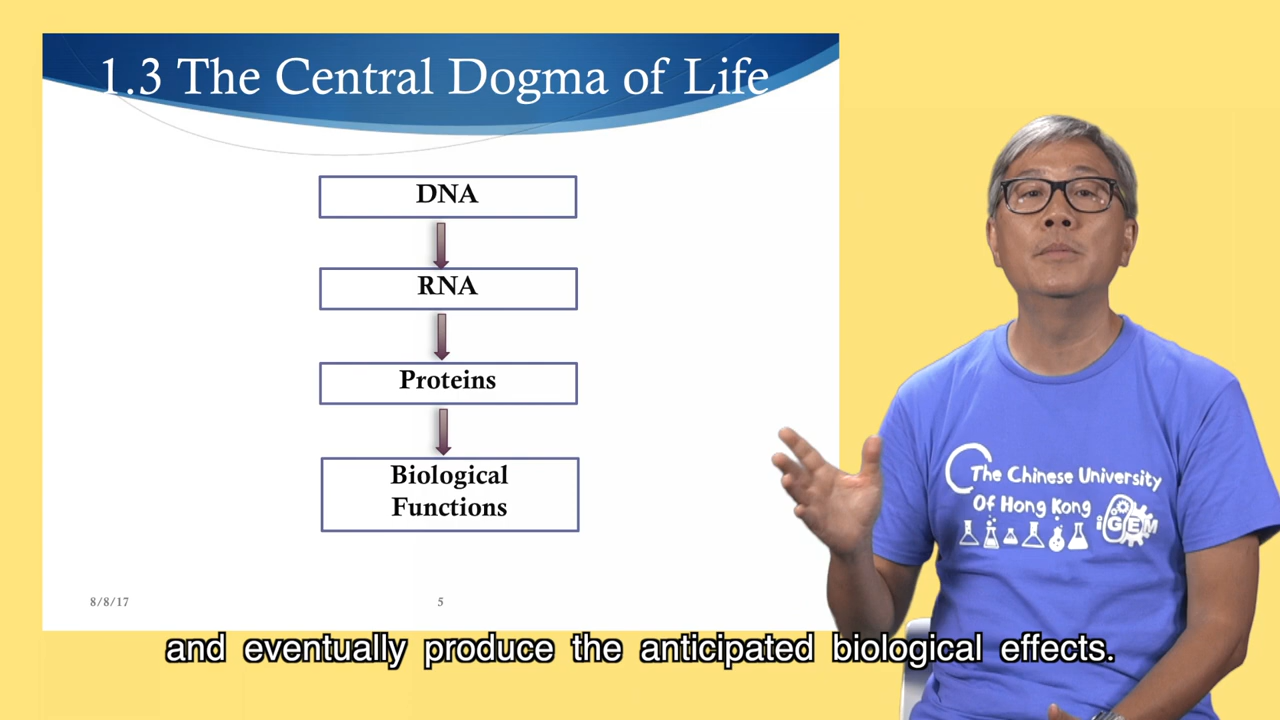 1.3 The Central Dogma of Life
DNA
RNA
Proteins
Biological
Functions
8/8/17
5
The Chinese University
Of Hong Kong
iGEM
and eventually produce the anticipated biological effects.